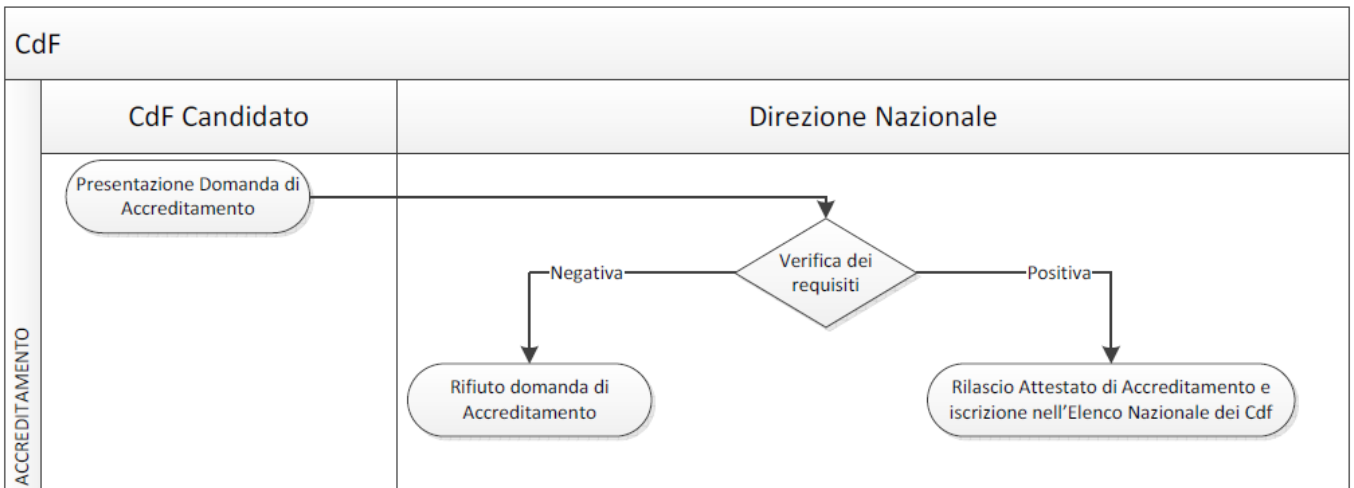 CdF
CdF Candidato
Direzione Nazionale
Presentazione Domanda di
Accreditamento
Verifica dei
requisiti
Negativa
Positiva
Rifiuto domanda di
Accreditamento
Rilascio Attestato di Accreditamento e
iscrizione nell'Elenco Nazionale dei Cdf
ACCREDITAMENTO